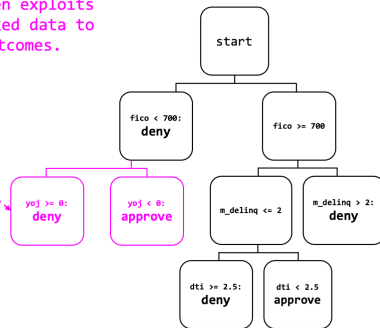 exploits
ed data to
tcomes.
start
fico < 700:
deny
fico >= 700
yoj >= 0:
deny
yoj < 0:
approve
m_delinq <= 2
m_delinq > 2:
deny
dti >= 2.5:
deny
dti < 2.5
approve